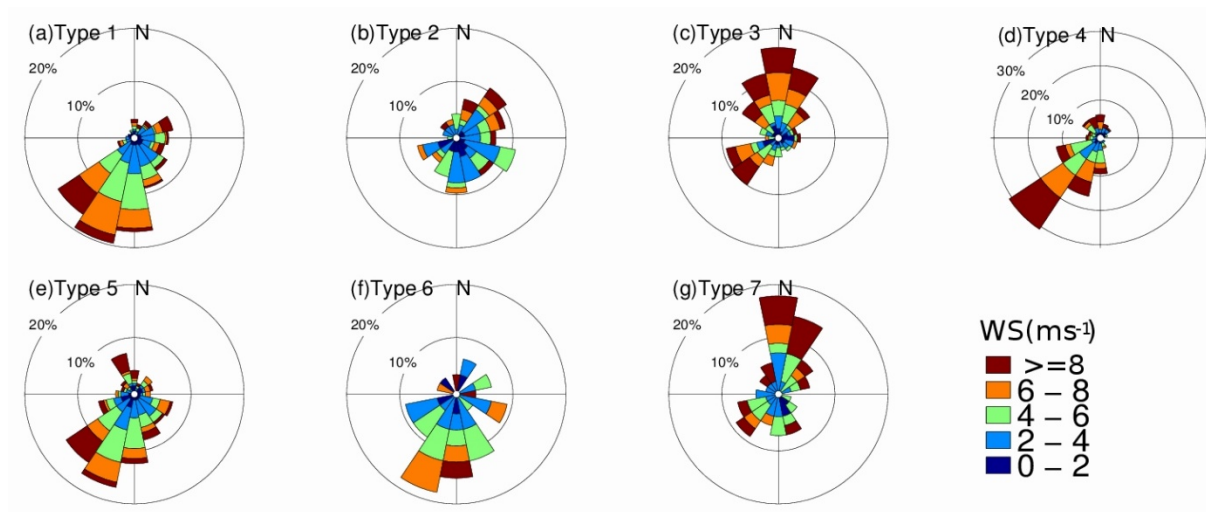 (a)Type 1 N
20%
10%
(b)Type 2 N
20%
10%
(c)Type 3 N
20%
10%
(d)Type 4 N
30%
20%
10%
(e)Type 5 N
20%
10%
(f)Type 6 N
20%
10%
(g)Type 7 N
20%
10%
WS(ms⁻¹)
>=8
6 – 8
4 – 6
2 – 4
0 – 2